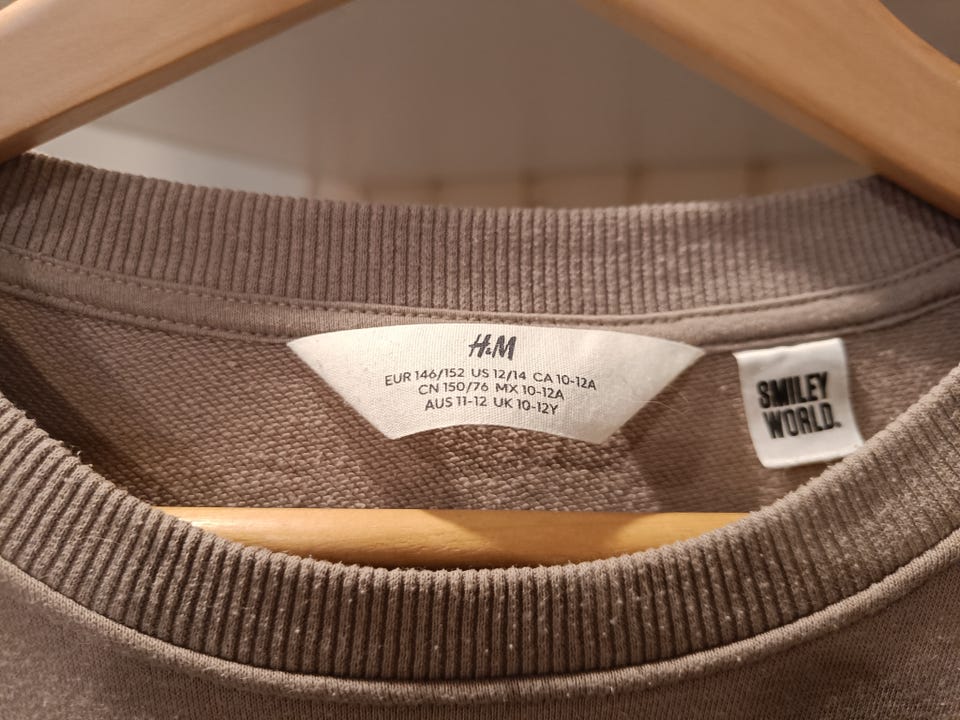 H&M
EUR 146/152 US 12/14 CA 10-12A
CN 150/76 MX 10-12A
AUS 11-12 UK 10-12Y
SMILEY
WORLD™